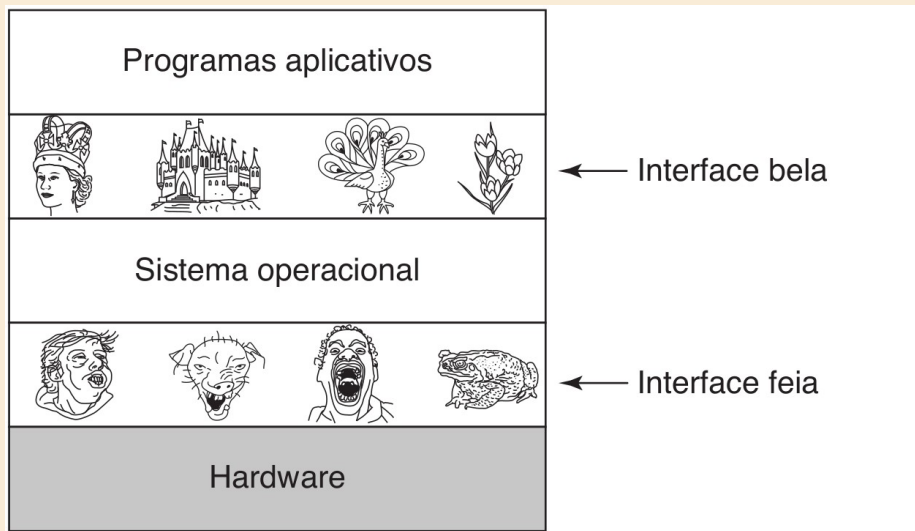 Programas aplicativos
Interface bela
Sistema operacional
Interface feia
Hardware